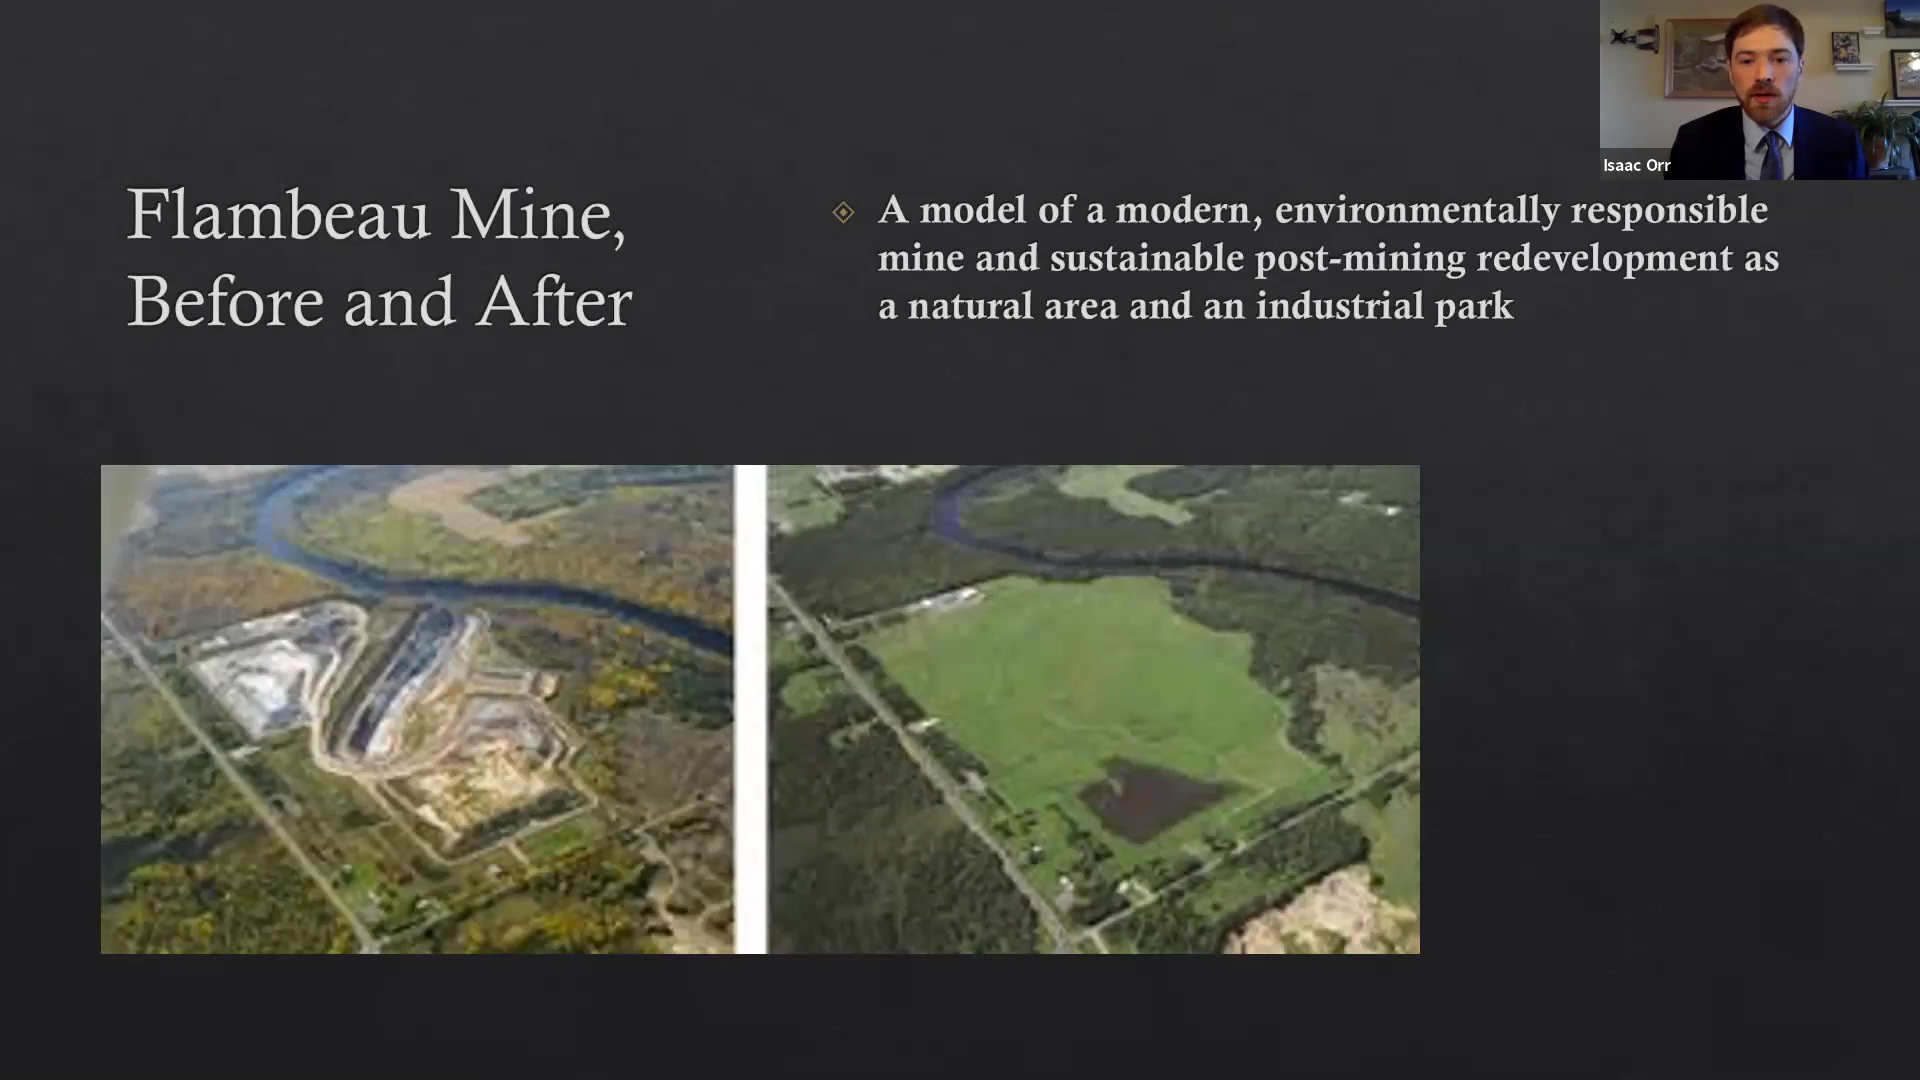 Isaac Orr
Flambeau Mine,
Before and After
A model of a modern, environmentally responsible
mine and sustainable post-mining redevelopment as
a natural area and an industrial park